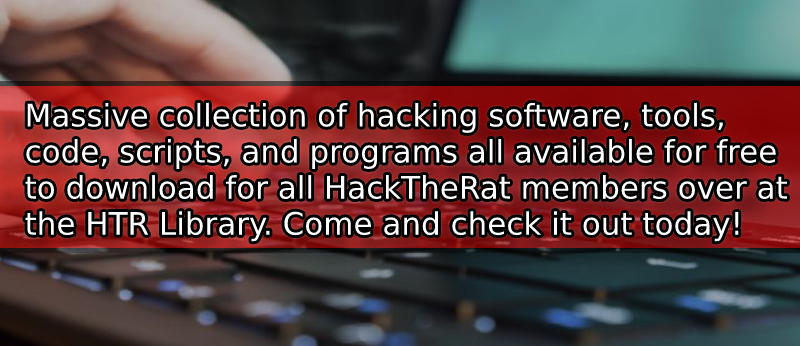 Massive collection of hacking software, tools,
code, scripts, and programs all available for free
to download for all HackTheRat members over at
the HTR Library. Come and check it out today!